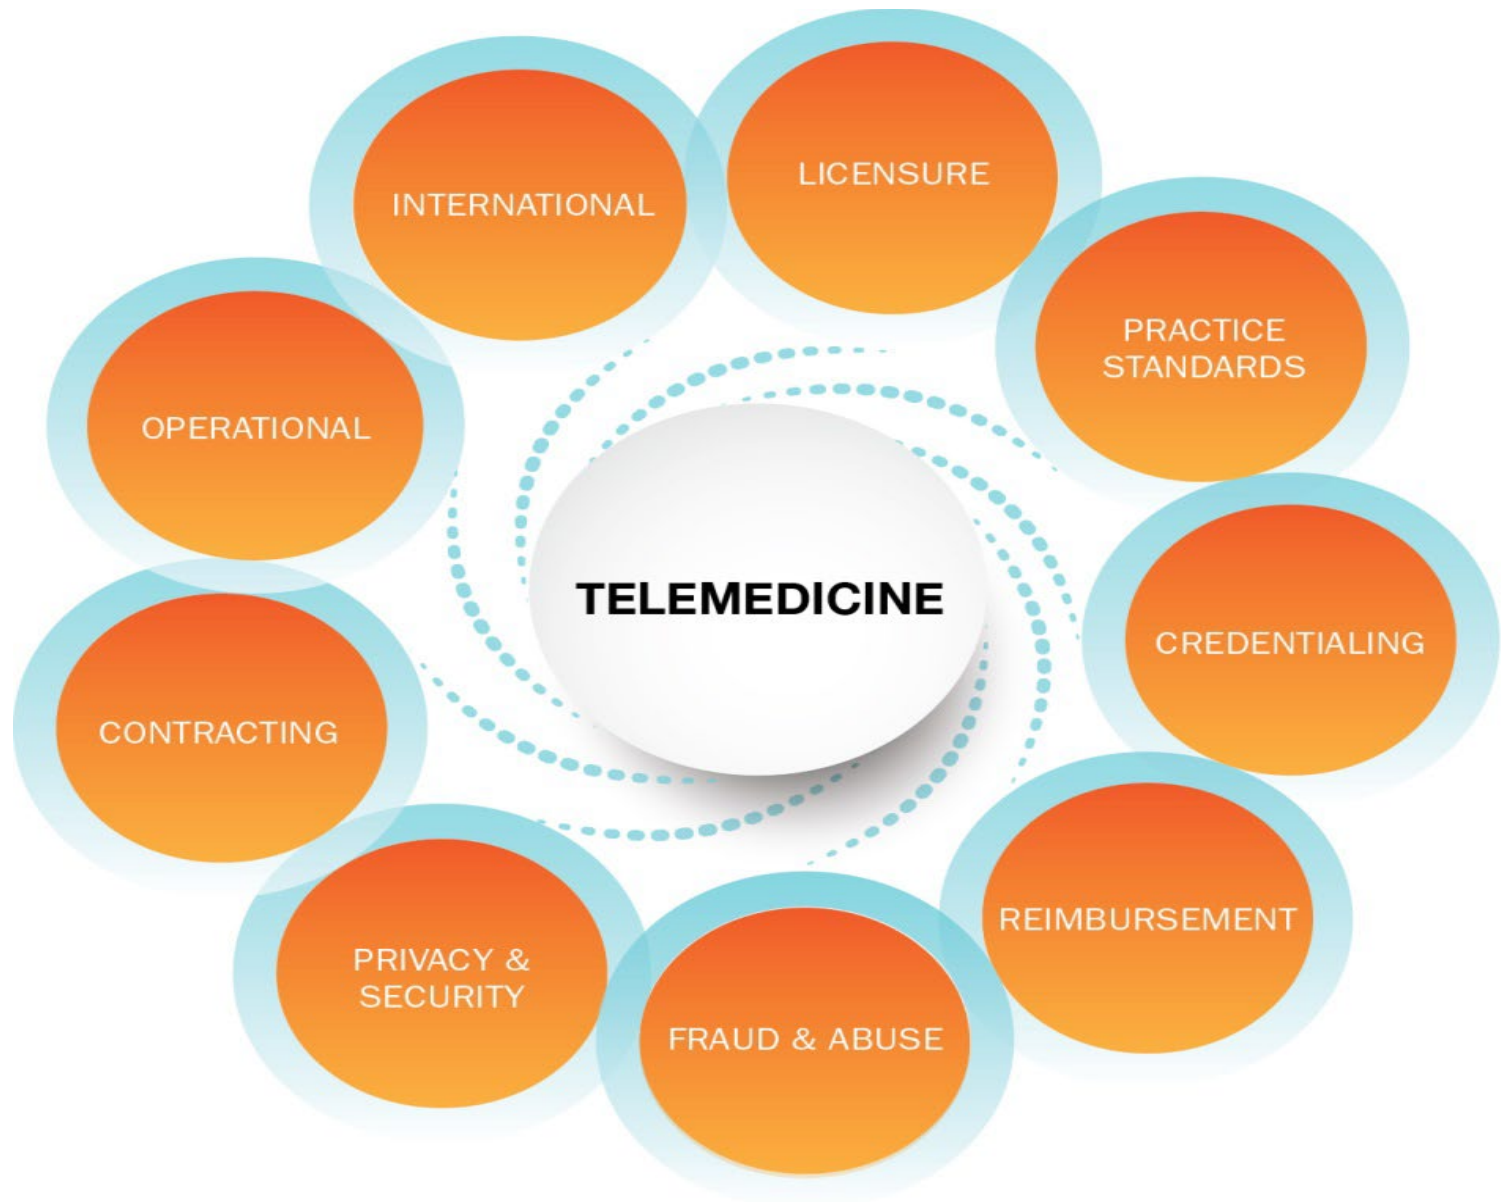 INTERNATIONAL
LICENSURE
PRACTICE
STANDARDS
OPERATIONAL
TELEMEDICINE
CREDENTIALING
CONTRACTING
REIMBURSEMENT
PRIVACY &
SECURITY
FRAUD & ABUSE